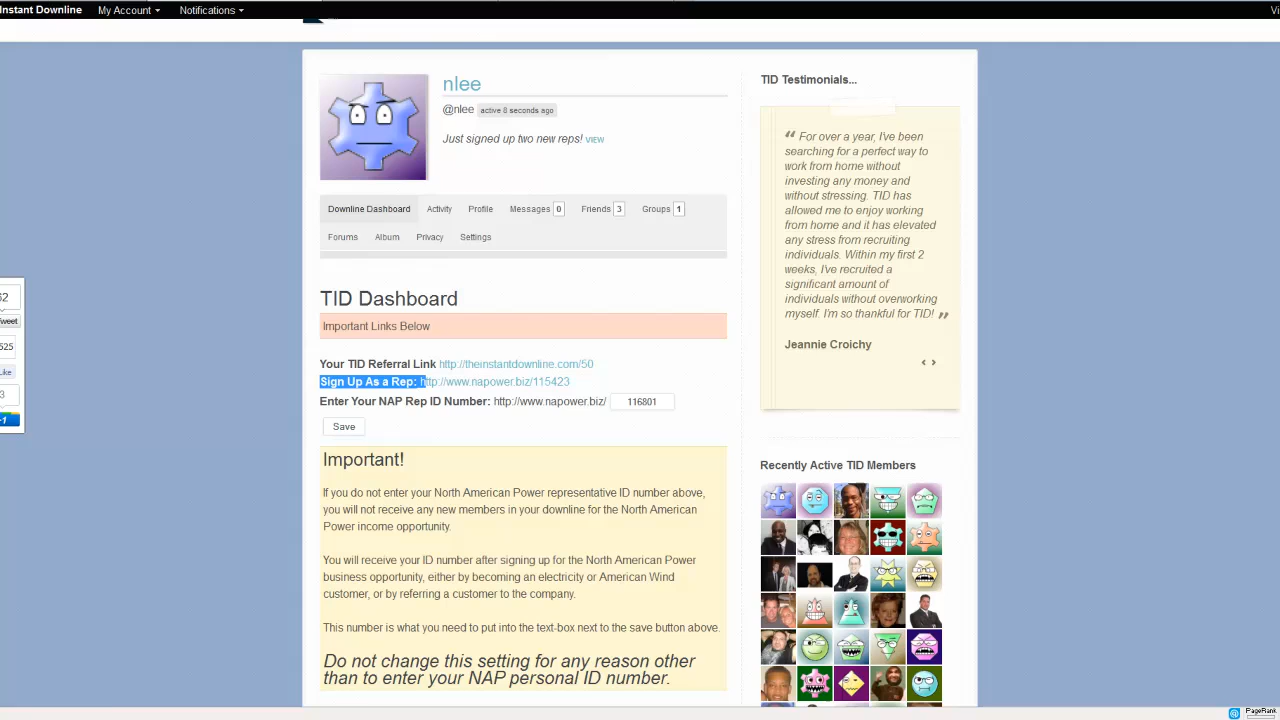 Instant Downline My Account Notifications Vi
nlee
@nlee active 8 seconds ago
Just signed up two new reps! VIEW
Downline Dashboard Activity Profile Messages 0 Friends 3 Groups 1
Forums Album Privacy Settings
TID Dashboard
Important Links Below
Your TID Referral Link http://theinstantdownline.com/50
Sign Up As a Rep: http://www.napower.biz/115423
Enter Your NAP Rep ID Number: http://www.napower.biz/ 116801
Save
Important!
If you do not enter your North American Power representative ID number above,
you will not receive any new members in your downline for the North American
Power income opportunity.
You will receive your ID number after signing up for the North American Power
business opportunity, either by becoming an electricity or American Wind
customer, or by referring a customer to the company.
This number is what you need to put into the text-box next to the save button above.
Do not change this setting for any reason other
than to enter your NAP personal ID number.
TID Testimonials...
“ For over a year, I've been
searching for a perfect way to
work from home without
investing any money and
without stressing. TID has
allowed me to enjoy working
from home and it has elevated
any stress from recruiting
individuals. Within my first 2
weeks, I've recruited a
significant amount of
individuals without overworking
myself. I'm so thankful for TID! ”
Jeannie Croichy
‹ ›
Recently Active TID Members
52
weet
525
ike
3
1
PageRank